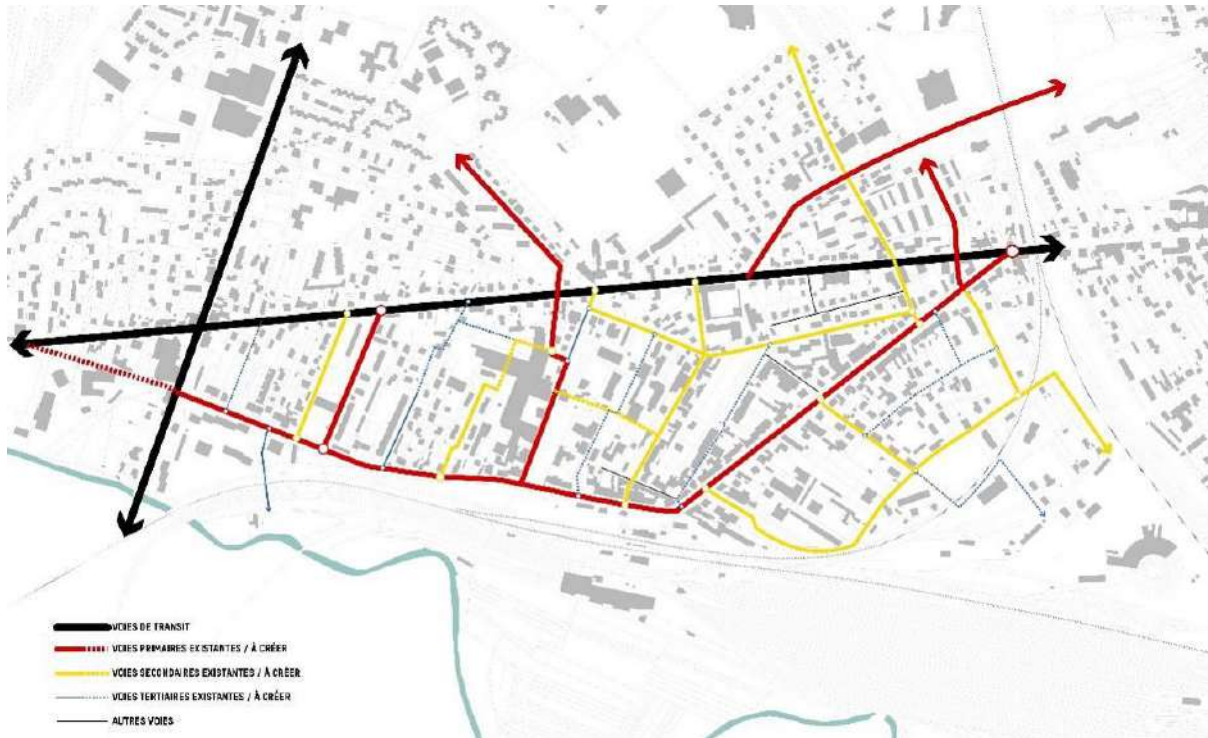 VOIES DE TRANSIT
VOIES PRIMAIRES EXISTANTES / À CRÉER
VOIES SECONDAIRES EXISTANTES / À CRÉER
VOIES TERTIAIRES EXISTANTES / À CRÉER
AUTRES VOIES